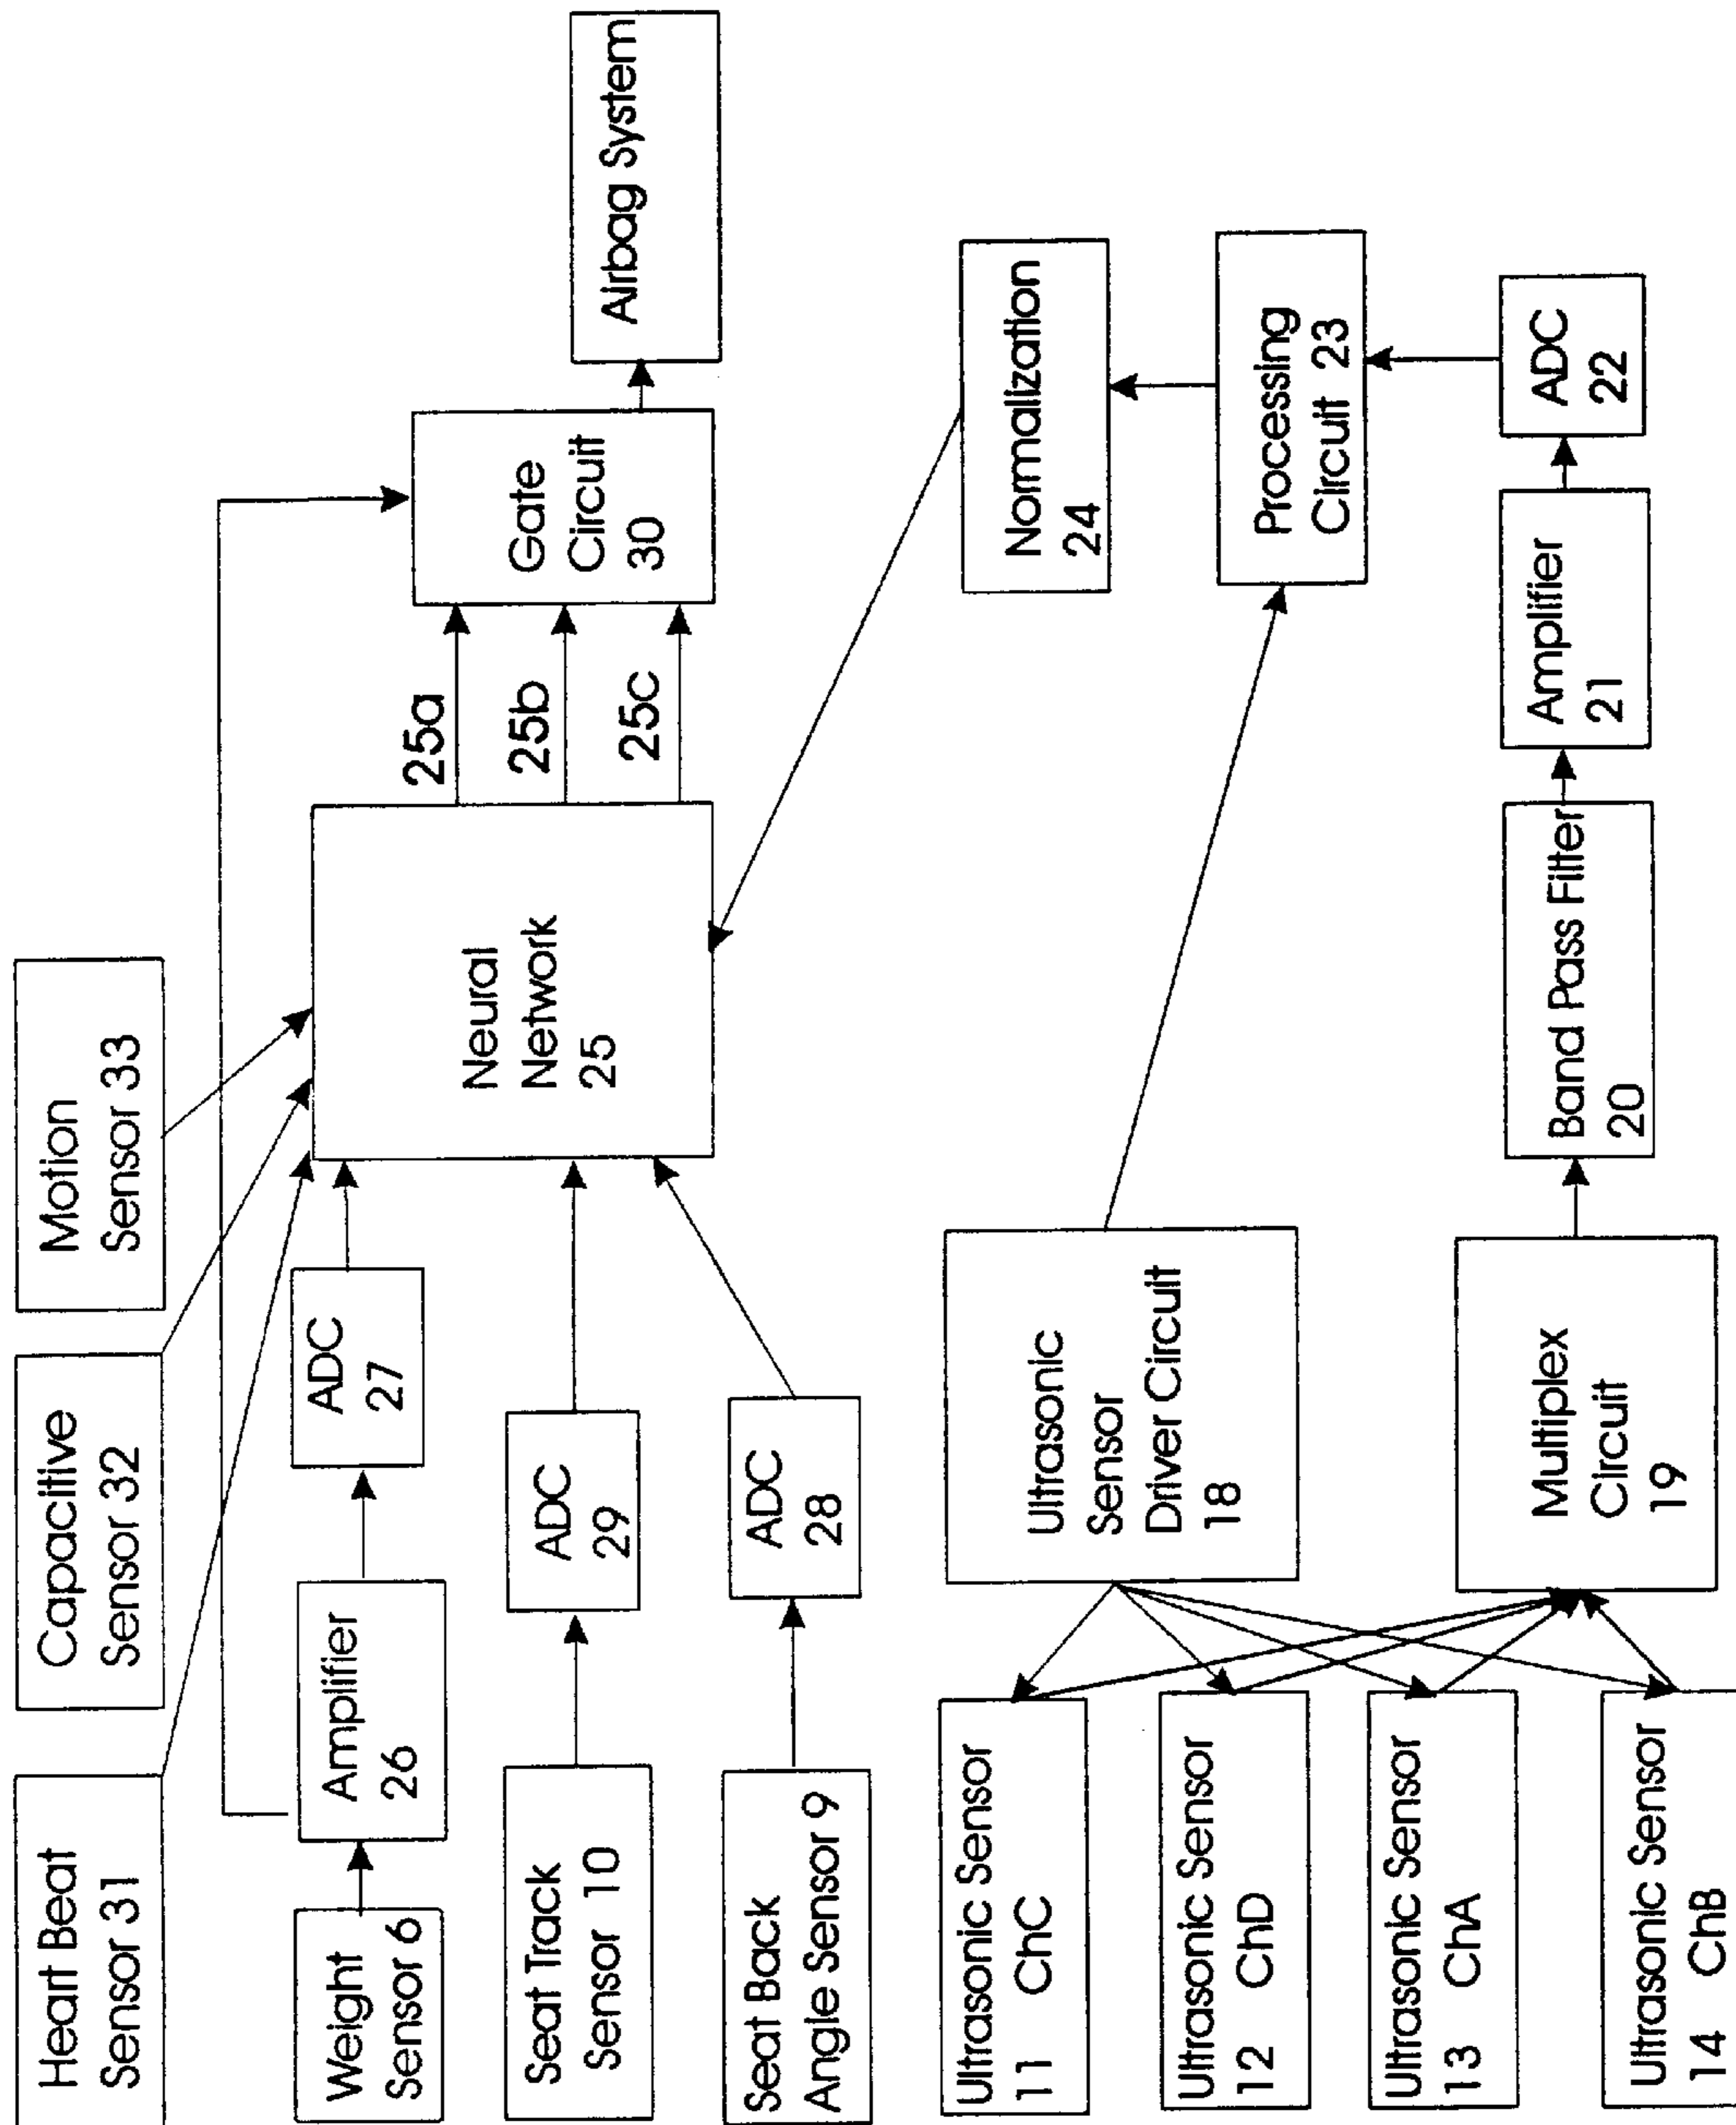 Heart Beat
Sensor 31
Capacitive
Sensor 32
Motion
Sensor 33
Weight
Sensor 6
Amplifier
26
ADC
27
Seat Track
Sensor 10
ADC
29
Seat Back
Angle Sensor 9
ADC
28
Neural
Network
25
25a
25b
25c
Gate
Circuit
30
Airbag System
Ultrasonic Sensor
11 ChC
Ultrasonic Sensor
12 ChD
Ultrasonic Sensor
13 ChA
Ultrasonic Sensor
14 ChB
Ultrasonic
Sensor
Driver Circuit
18
Multiplex
Circuit
19
Band Pass Filter
20
Amplifier
21
ADC
22
Processing
Circuit 23
Normalization
24